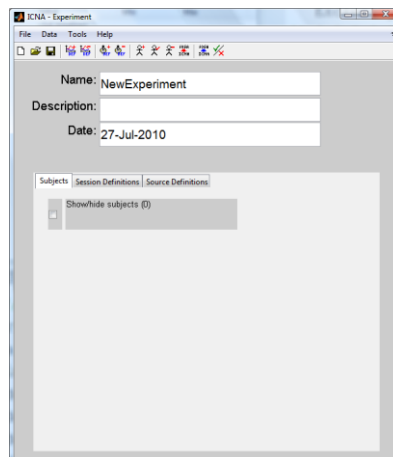 ICNA - Experiment
File Data Tools Help
Name: NewExperiment
Description:
Date: 27-Jul-2010
Subjects Session Definitions Source Definitions
Show/hide subjects (0)